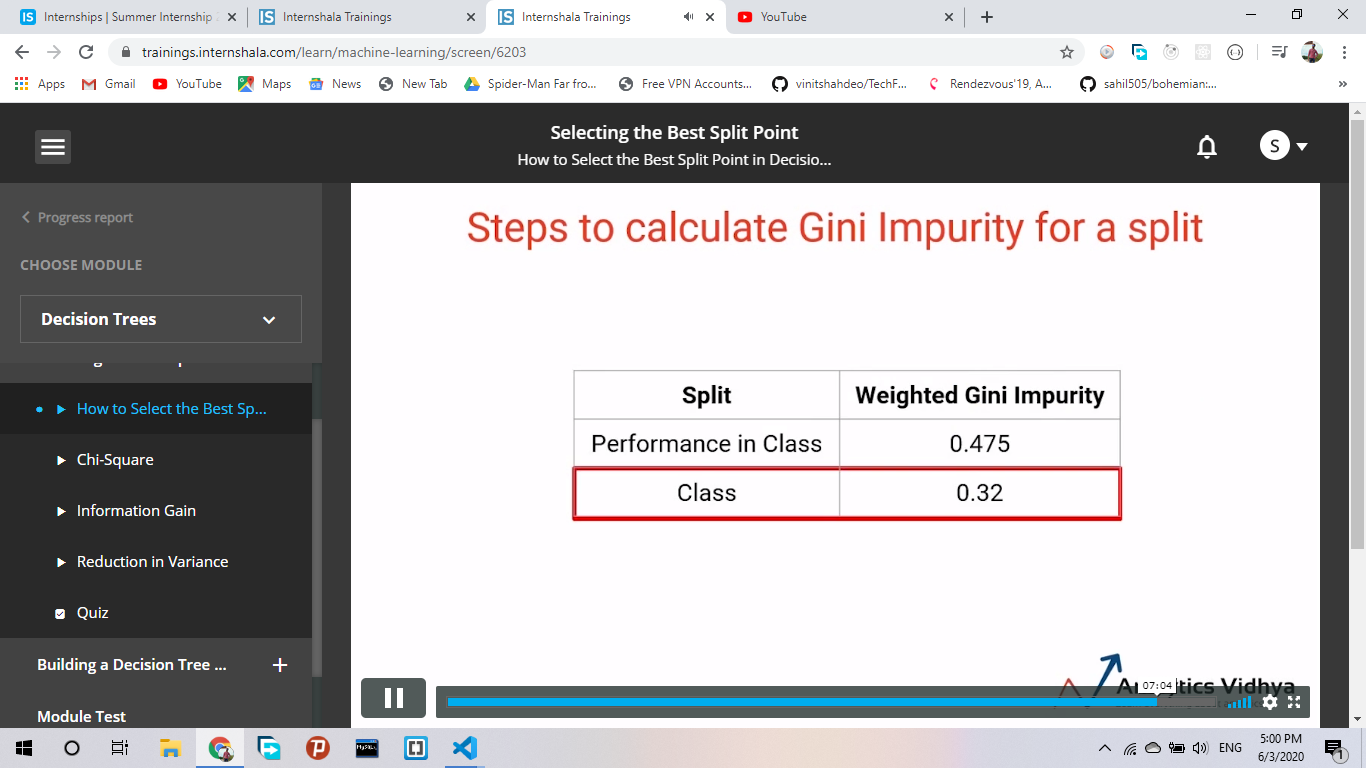 Internships | Summer Internship
Internshala Trainings
Internshala Trainings
YouTube
trainings.internshala.com/learn/machine-learning/screen/6203
Apps
Gmail
YouTube
Maps
News
New Tab
Spider-Man Far fro...
Free VPN Accounts...
vinitshahdeo/TechF...
Rendezvous'19, A...
sahil505/bohemian:...
»
Selecting the Best Split Point
How to Select the Best Split Point in Decisio...
S
Progress report
CHOOSE MODULE
Decision Trees
How to Select the Best Sp...
Chi-Square
Information Gain
Reduction in Variance
Quiz
Building a Decision Tree ... +
Module Test
Steps to calculate Gini Impurity for a split
Split Weighted Gini Impurity
Performance in Class 0.475
Class 0.32
Vidhya
07:04
ENG
5:00 PM
6/3/2020
1